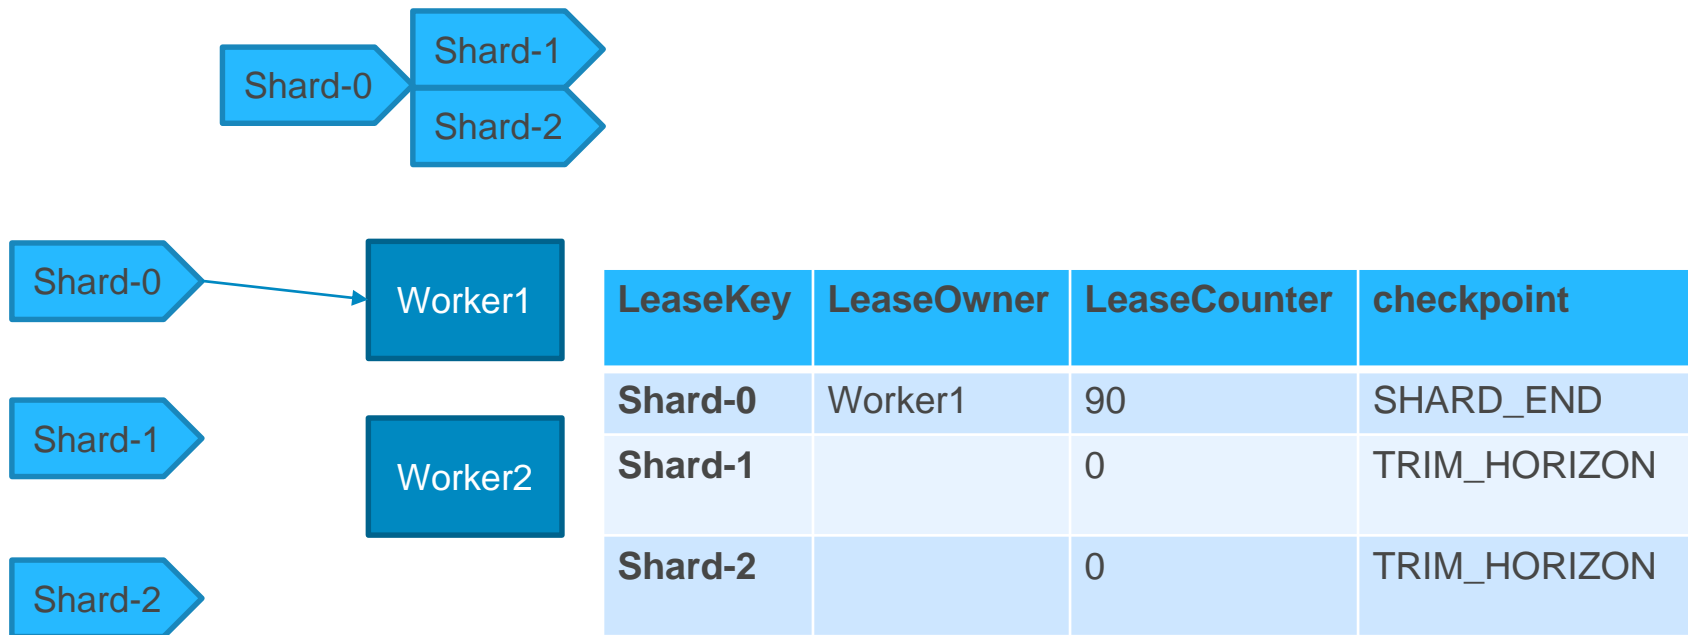 Shard-1
Shard-0
Shard-2
Shard-0
Worker1
Shard-1
Worker2
Shard-2
LeaseKey LeaseOwner LeaseCounter checkpoint
Shard-0 Worker1 90 SHARD_END
Shard-1 0 TRIM_HORIZON
Shard-2 0 TRIM_HORIZON